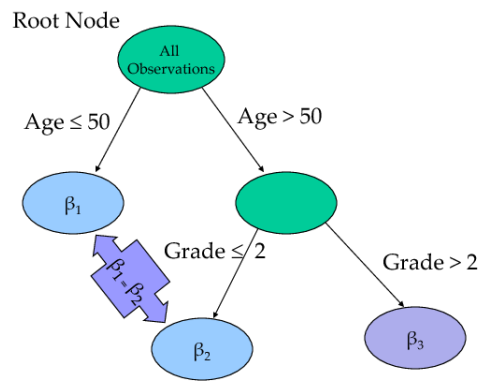 Root Node
All
Observations
Age ≤ 50
Age > 50
β1
β1 = β2
Grade ≤ 2
Grade > 2
β2
β3